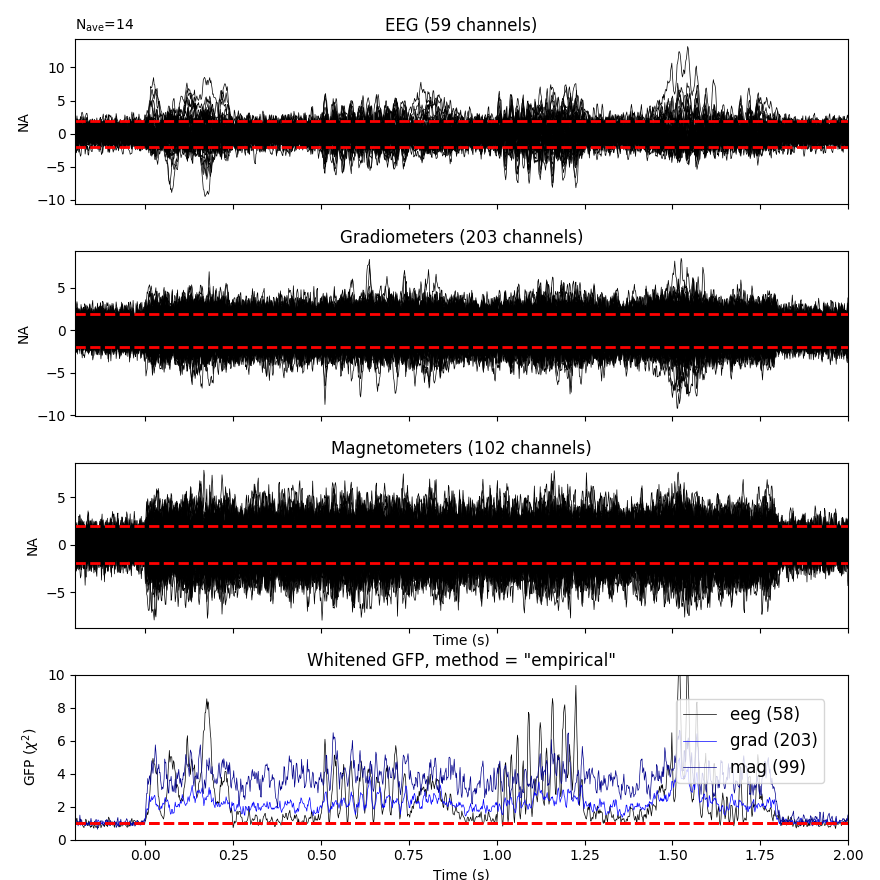 Nave=14
EEG (59 channels)
10
5
0
−5
−10
NA
Gradiometers (203 channels)
5
0
−5
−10
NA
Magnetometers (102 channels)
5
0
−5
NA
Time (s)
Whitened GFP, method = "empirical"
10
8
6
4
2
0
GFP (χ²)
eeg (58)
grad (203)
mag (99)
0.00 0.25 0.50 0.75 1.00 1.25 1.50 1.75 2.00
Time (s)